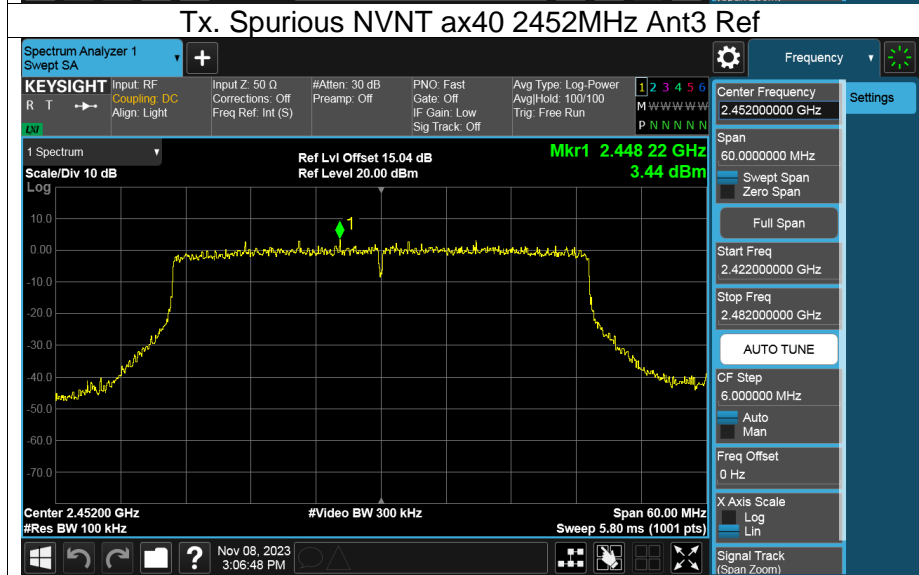 Tx. Spurious NVNT ax40 2452MHz Ant3 Ref
Spectrum Analyzer 1
Swept SA
+
Frequency
KEYSIGHT
R T
LXI
Input: RF
Coupling: DC
Align: Light
Input Z: 50 Ω
Corrections: Off
Freq Ref: Int (S)
#Atten: 30 dB
Preamp: Off
PNO: Fast
Gate: Off
IF Gain: Low
Sig Track: Off
Avg Type: Log-Power
Avg|Hold: 100/100
Trig: Free Run
1 2 3 4 5 6
M W W W W W
P N N N N N
1 Spectrum
Scale/Div 10 dB
Log
Ref Lvl Offset 15.04 dB
Ref Level 20.00 dBm
Mkr1 2.448 22 GHz
3.44 dBm
10.0
0.00
-10.0
-20.0
-30.0
-40.0
-50.0
-60.0
-70.0
1
Center 2.45200 GHz
#Res BW 100 kHz
#Video BW 300 kHz
Span 60.00 MHz
Sweep 5.80 ms (1001 pts)
?
Nov 08, 2023
3:06:48 PM
Center Frequency
2.452000000 GHz
Settings
Span
60.0000000 MHz
Swept Span
Zero Span
Full Span
Start Freq
2.422000000 GHz
Stop Freq
2.482000000 GHz
AUTO TUNE
CF Step
6.000000 MHz
Auto
Man
Freq Offset
0 Hz
X Axis Scale
Log
Lin
Signal Track
(Span Zoom)